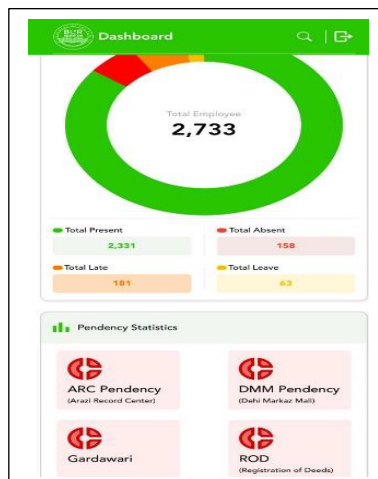 BOR
Dashboard
Total Employee
2,733
Total Present
Total Absent
2,331
158
Total Late
Total Leave
181
63
Pendency Statistics
ARC Pendency
(Arazi Record Center)
DMM Pendency
(Dehi Markaz Mall)
Gardawari
ROD
(Registration of Deeds)